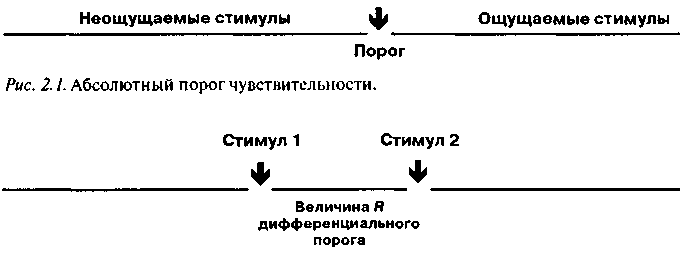 Неощущаемые стимулы Ощущаемые стимулы
Порог
Рис. 2.1. Абсолютный порог чувствительности.
Стимул 1 Стимул 2
Величина R
дифференциального
порога